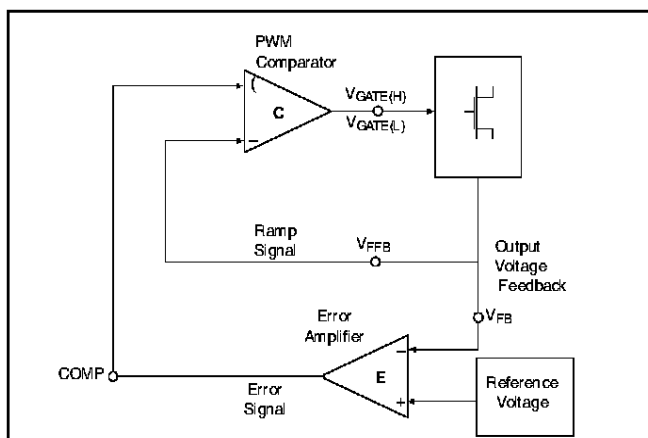 PWM
Comparator
(
C
–
VGATE(H)
VGATE(L)
Ramp
Signal
VFFB
Output
Voltage
Feedback
VFB
Error
Amplifier
–
E
+
COMP
Error
Signal
Reference
Voltage